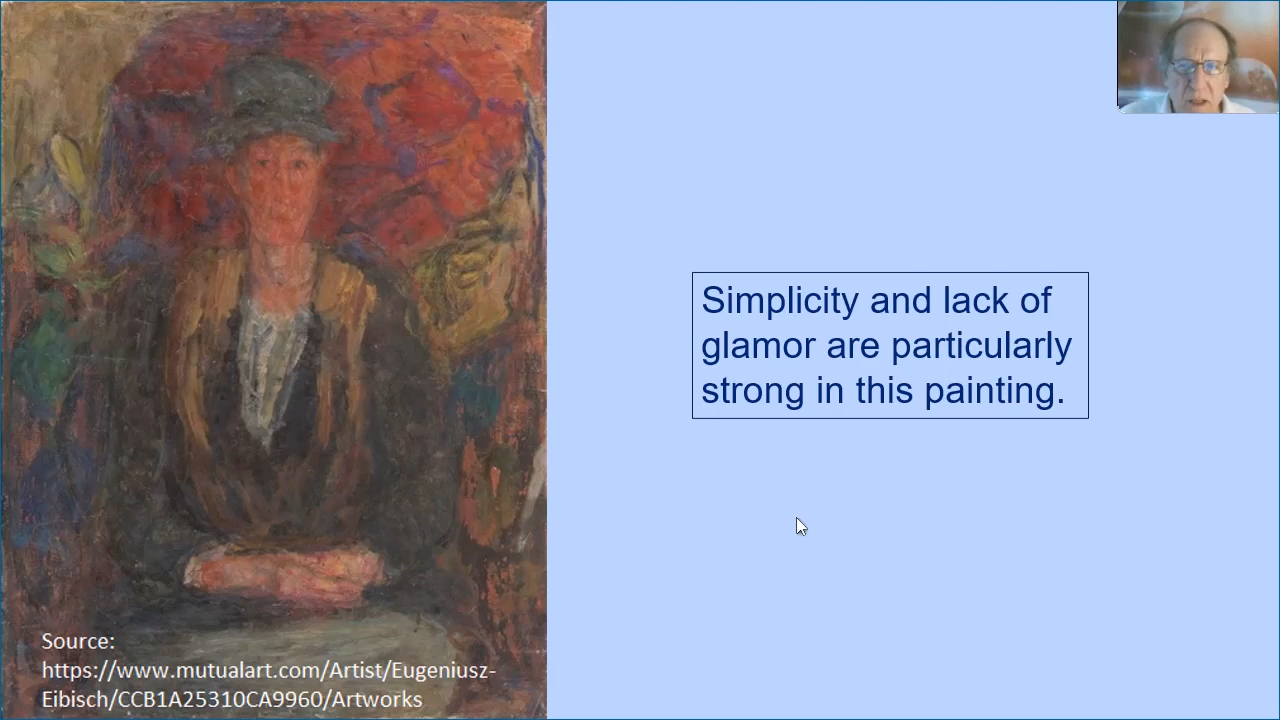 Simplicity and lack of
glamor are particularly
strong in this painting.
Source:
https://www.mutualart.com/Artist/Eugeniusz-
Eibisch/CCB1A25310CA9960/Artworks